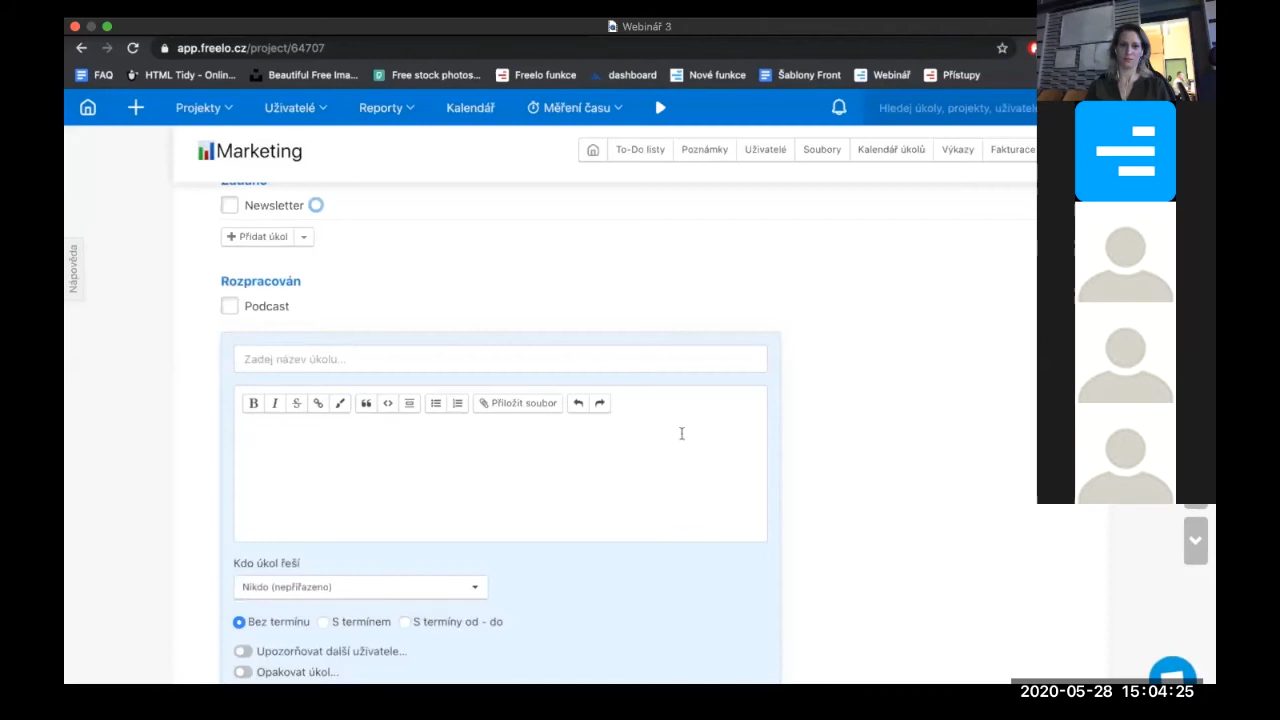 Webinář 3
app.freelo.cz/project/64707
FAQ HTML Tidy - Onlin... Beautiful Free Ima... Free stock photos... Freelo funkce dashboard Nové funkce Šablony Front Webinář Přístupy
Projekty Uživatelé Reporty Kalendář Měření času Hledej úkoly, projekty, uživatele
Marketing
To-Do listy Poznámky Uživatelé Soubory Kalendář úkolů Výkazy Fakturace
Zadáno
Newsletter
Přidat úkol
Nápověda
Rozpracován
Podcast
Zadej název úkolu...
B I S Přiložit soubor
Kdo úkol řeší
Nikdo (nepřiřazeno)
Bez termínu S termínem S termíny od - do
Upozorňovat další uživatele...
Opakovat úkol...
2020-05-28 15:04:25